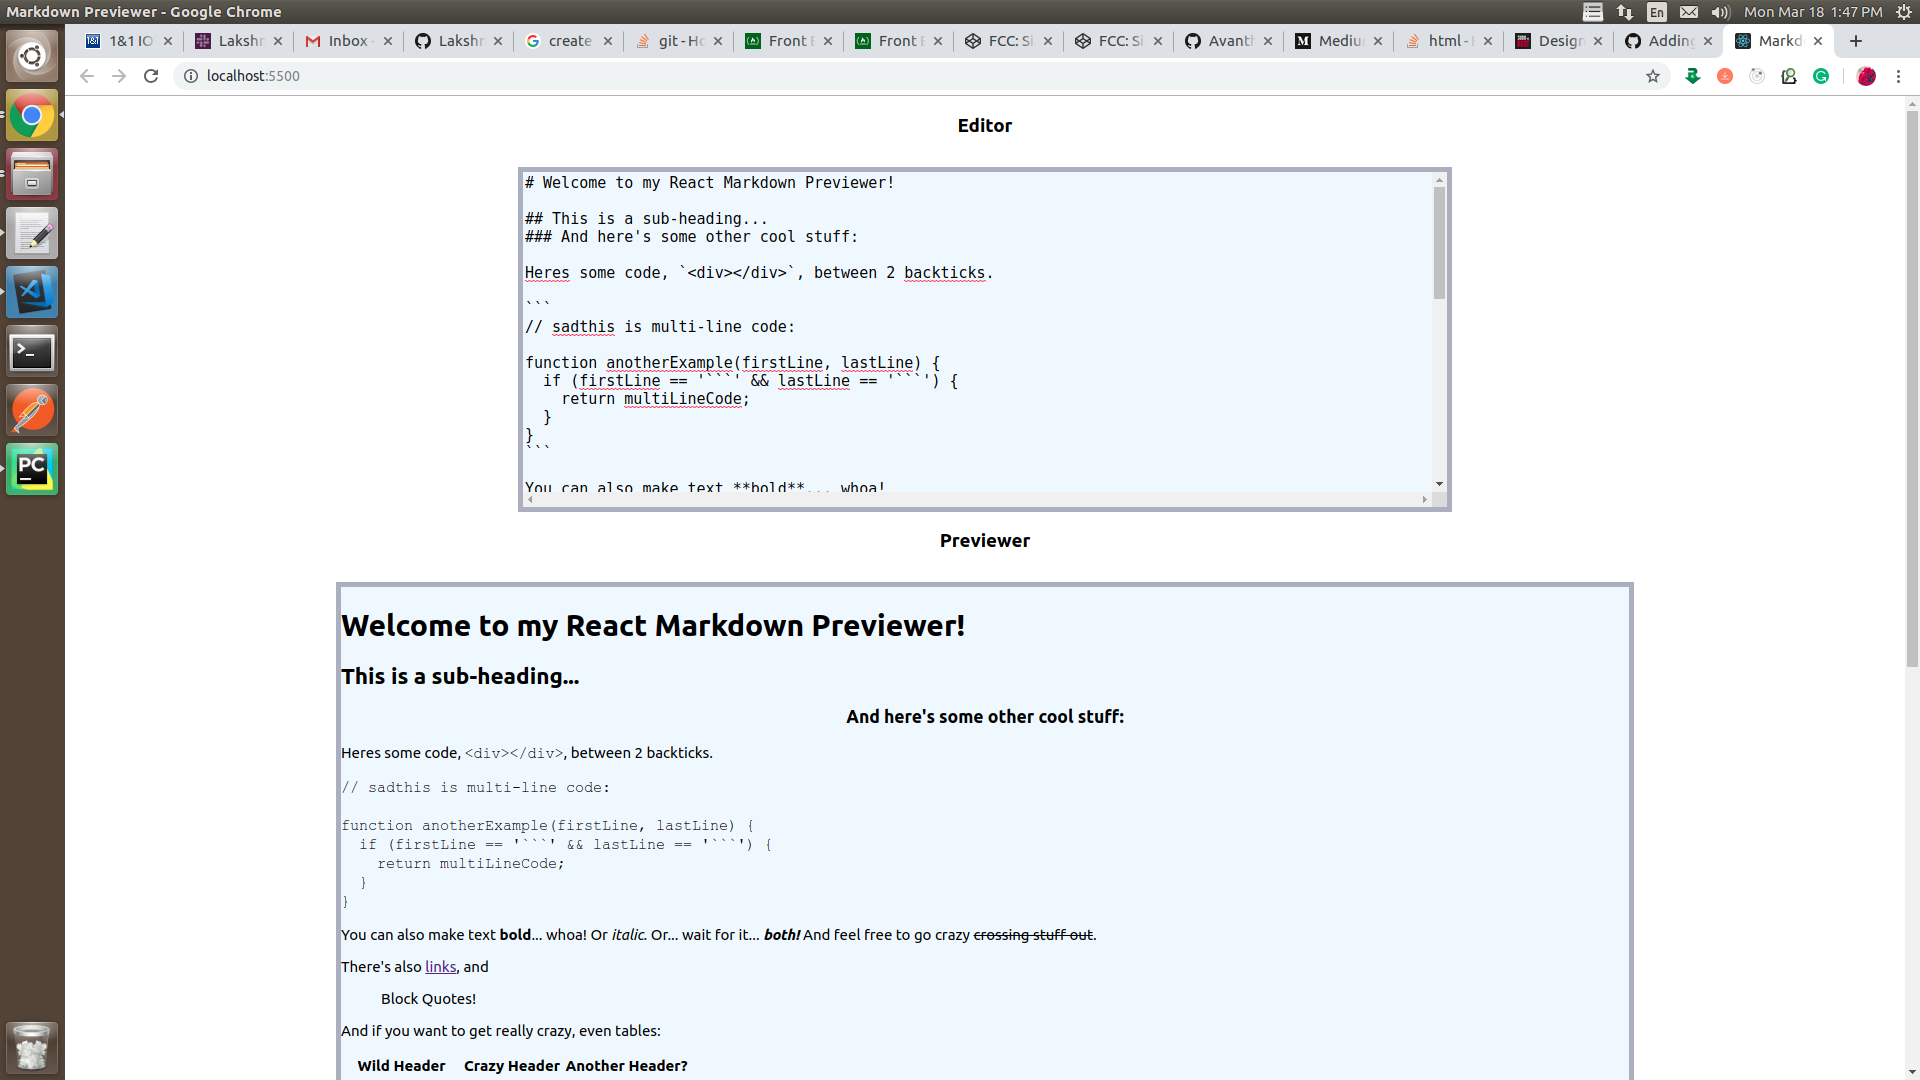 Markdown Previewer - Google Chrome
En
Mon Mar 18 1:47 PM
1&1 IO
Lakshm
Inbox -
Lakshm
create
git - Ho
Front E
Front E
FCC: Si
FCC: Si
Avanth
Mediu
html -
Design
Adding
Markd
localhost:5500
Editor
# Welcome to my React Markdown Previewer!
## This is a sub-heading...
### And here's some other cool stuff:
Heres some code, `<div></div>`, between 2 backticks.
```
// sadthis is multi-line code:
function anotherExample(firstLine, lastLine) {
  if (firstLine == '```' && lastLine == '```') {
    return multiLineCode;
  }
}
```
You can also make text **bold**... whoa!
Previewer
Welcome to my React Markdown Previewer!
This is a sub-heading...
And here's some other cool stuff:
Heres some code, <div></div>, between 2 backticks.
// sadthis is multi-line code:
function anotherExample(firstLine, lastLine) {
  if (firstLine == '```' && lastLine == '```') {
    return multiLineCode;
  }
}
You can also make text bold... whoa! Or italic. Or... wait for it... both! And feel free to go crazy crossing stuff out.
There's also links, and
Block Quotes!
And if you want to get really crazy, even tables:
Wild Header Crazy Header Another Header?
PC